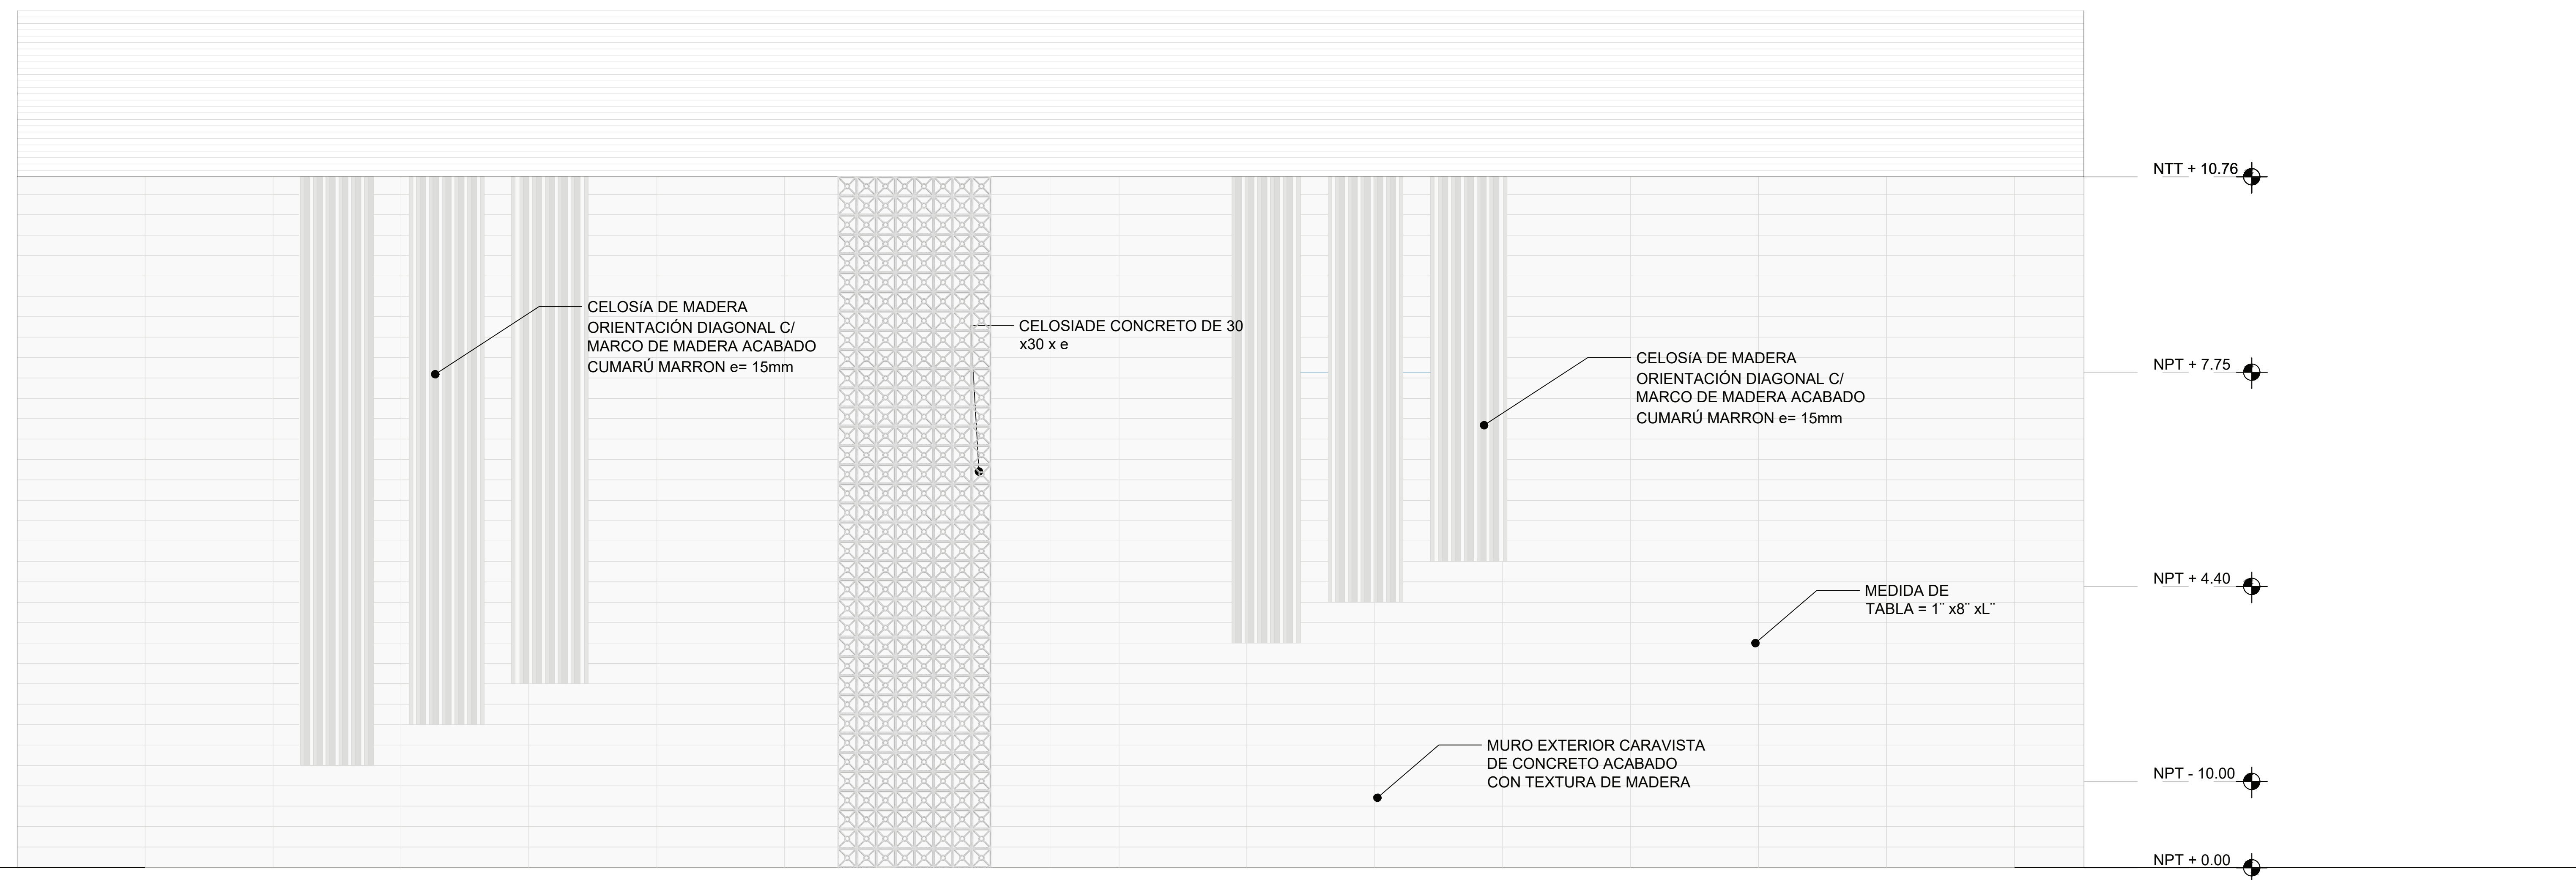 NTT + 10.76
CELOSíA DE MADERA
ORIENTACIÓN DIAGONAL C/
MARCO DE MADERA ACABADO
CUMARÚ MARRON e= 15mm
CELOSIADE CONCRETO DE 30
x30 x e
CELOSíA DE MADERA
ORIENTACIÓN DIAGONAL C/
MARCO DE MADERA ACABADO
CUMARÚ MARRON e= 15mm
NPT + 7.75
NPT + 4.40
MEDIDA DE
TABLA = 1¨ x8¨ xL¨
MURO EXTERIOR CARAVISTA
DE CONCRETO ACABADO
CON TEXTURA DE MADERA
NPT - 10.00
NPT + 0.00